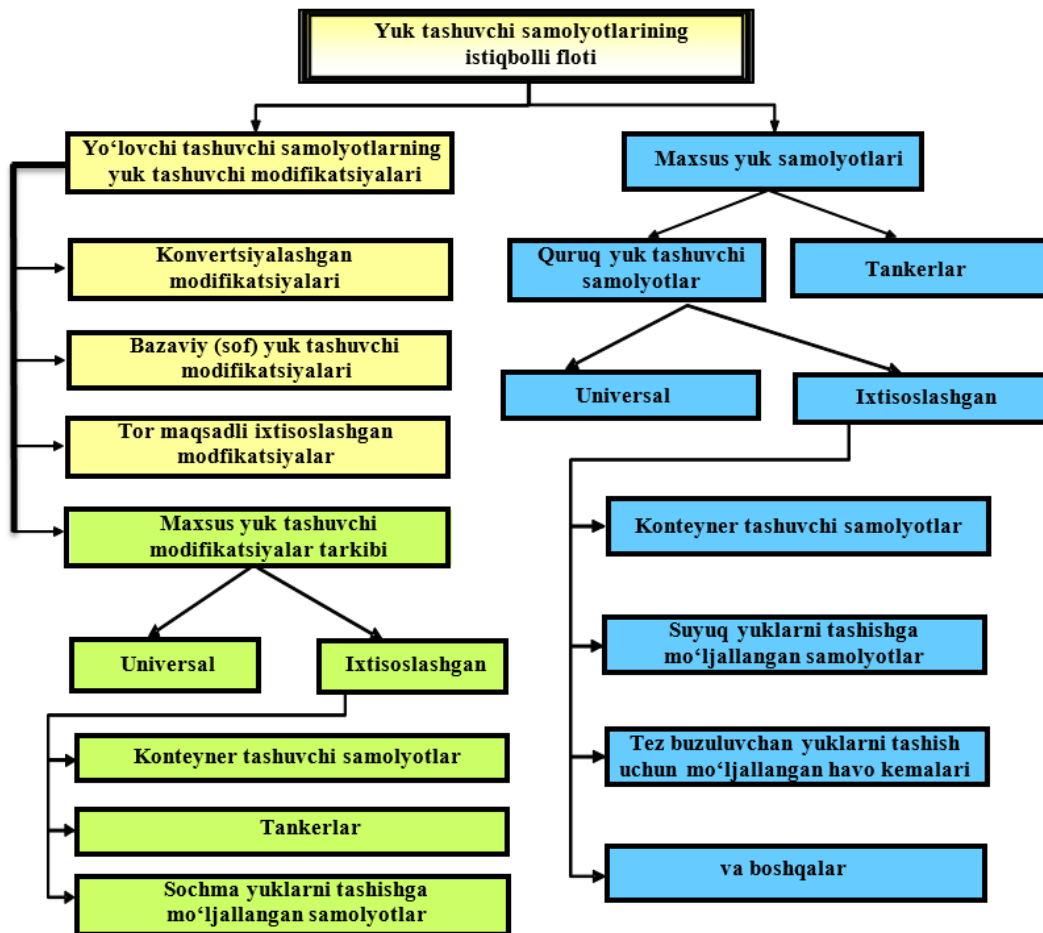 Yuk tashuvchi samolyotlarining
istiqbolli floti
Yo‘lovchi tashuvchi samolyotlarning
yuk tashuvchi modifikatsiyalari
Konvertsiyalashgan
modifikatsiyalari
Bazaviy (sof) yuk tashuvchi
modifikatsiyalari
Tor maqsadli ixtisoslashgan
modfikatsiyalar
Maxsus yuk tashuvchi
modifikatsiyalar tarkibi
Universal
Ixtisoslashgan
Konteyner tashuvchi samolyotlar
Tankerlar
Sochma yuklarni tashishga
mo‘ljallangan samolyotlar
Maxsus yuk samolyotlari
Quruq yuk tashuvchi
samolyotlar
Tankerlar
Universal
Ixtisoslashgan
Konteyner tashuvchi samolyotlar
Suyuq yuklarni tashishga
mo‘ljallangan samolyotlar
Tez buzuluvchan yuklarni tashish
uchun mo‘ljallangan havo kemalari
va boshqalar